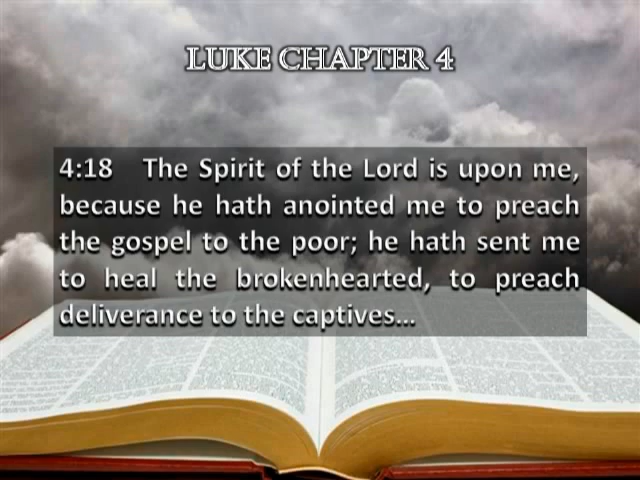 LUKE CHAPTER 4
4:18 The Spirit of the Lord is upon me,
because he hath anointed me to preach
the gospel to the poor; he hath sent me
to heal the brokenhearted, to preach
deliverance to the captives...